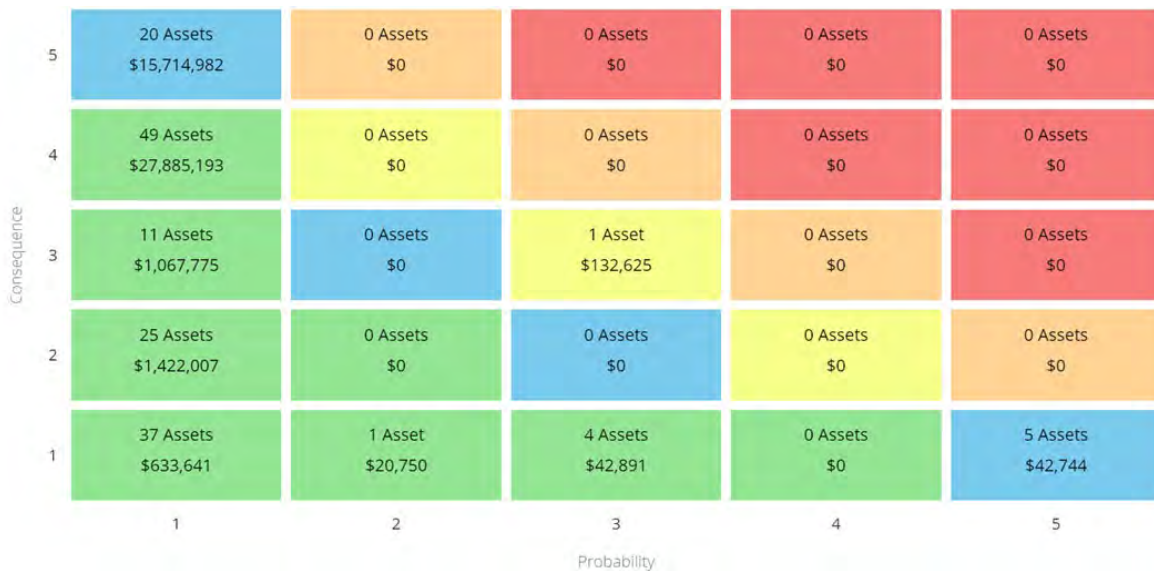 5
20 Assets
$15,714,982
0 Assets
$0
0 Assets
$0
0 Assets
$0
0 Assets
$0
4
49 Assets
$27,885,193
0 Assets
$0
0 Assets
$0
0 Assets
$0
0 Assets
$0
Consequence
3
11 Assets
$1,067,775
0 Assets
$0
1 Asset
$132,625
0 Assets
$0
0 Assets
$0
2
25 Assets
$1,422,007
0 Assets
$0
0 Assets
$0
0 Assets
$0
0 Assets
$0
1
37 Assets
$633,641
1 Asset
$20,750
4 Assets
$42,891
0 Assets
$0
5 Assets
$42,744
1
2
3
4
5
Probability